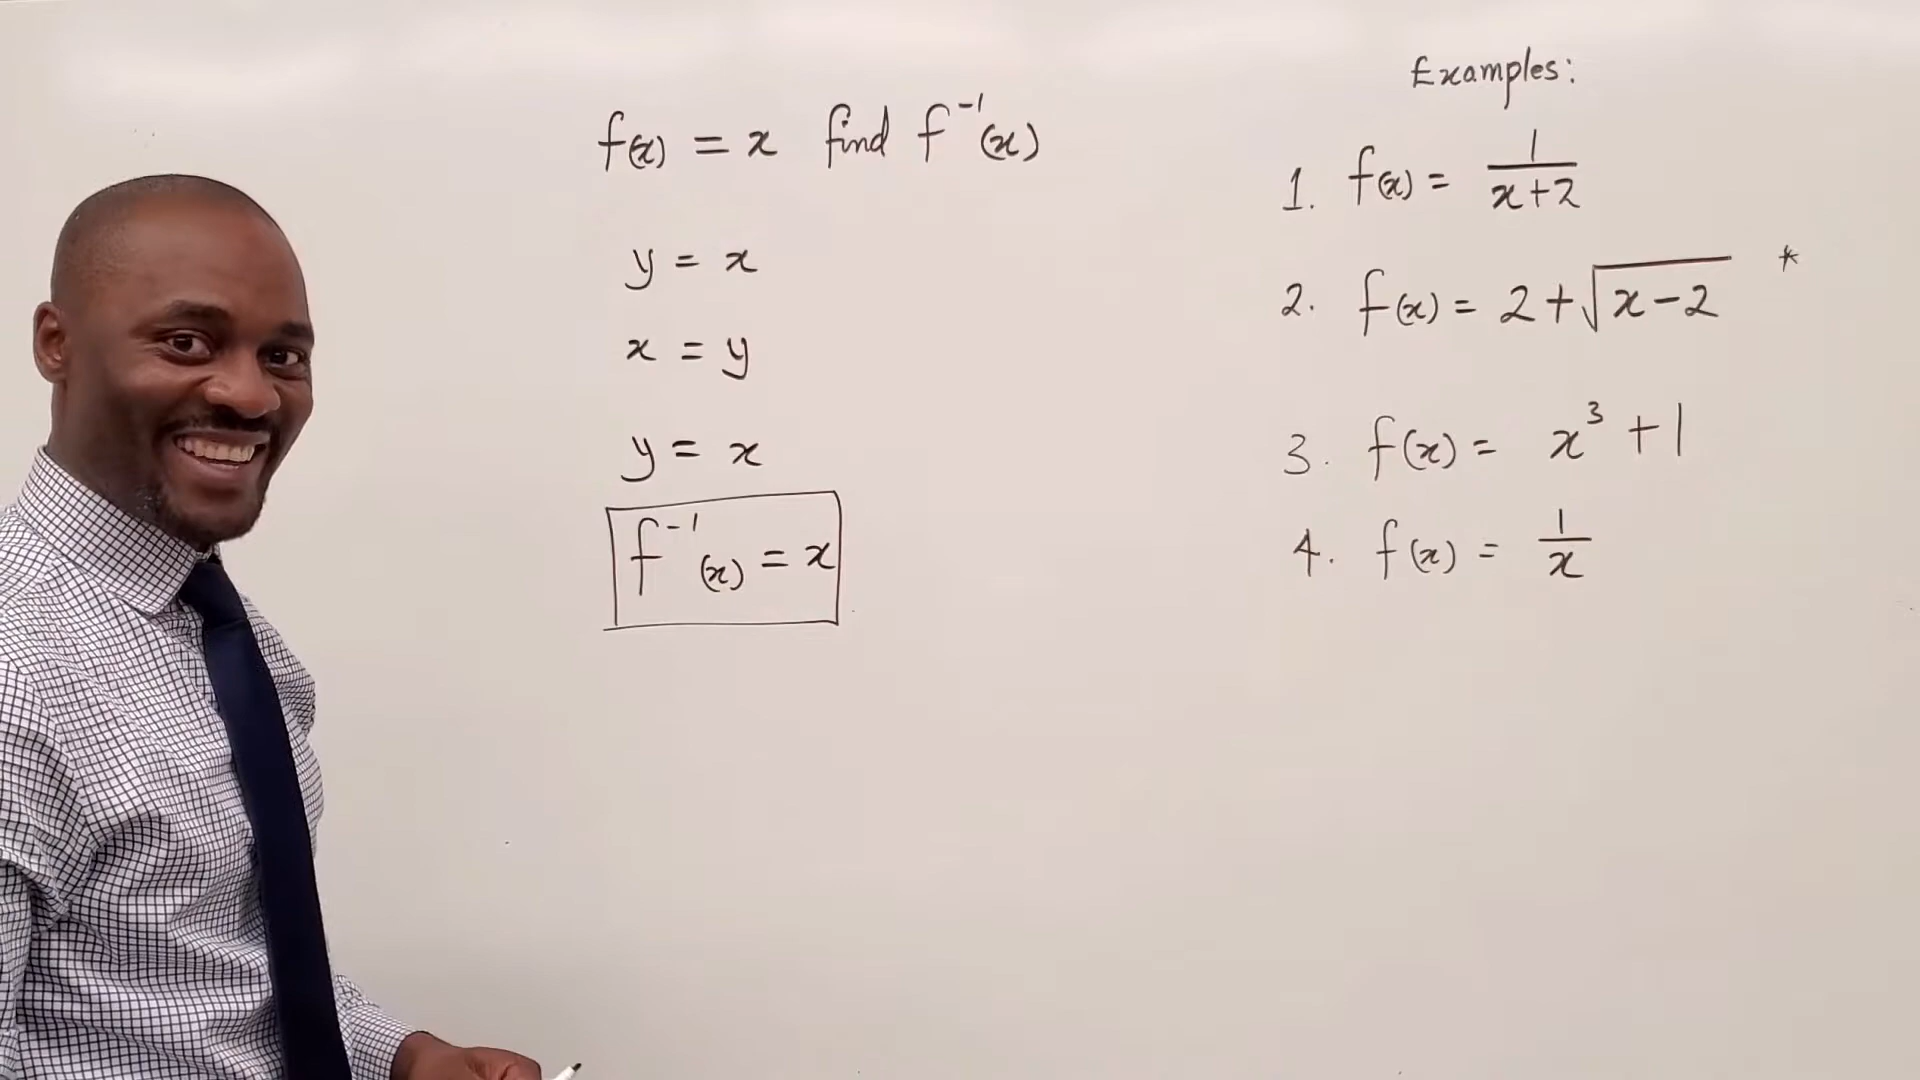 f(x) = x find f⁻¹(x)
y = x
x = y
y = x
f⁻¹(x) = x
Examples:
1. f(x) = 1/(x+2)
2. f(x) = 2+√(x-2) *
3. f(x) = x³ +1
4. f(x) = 1/x